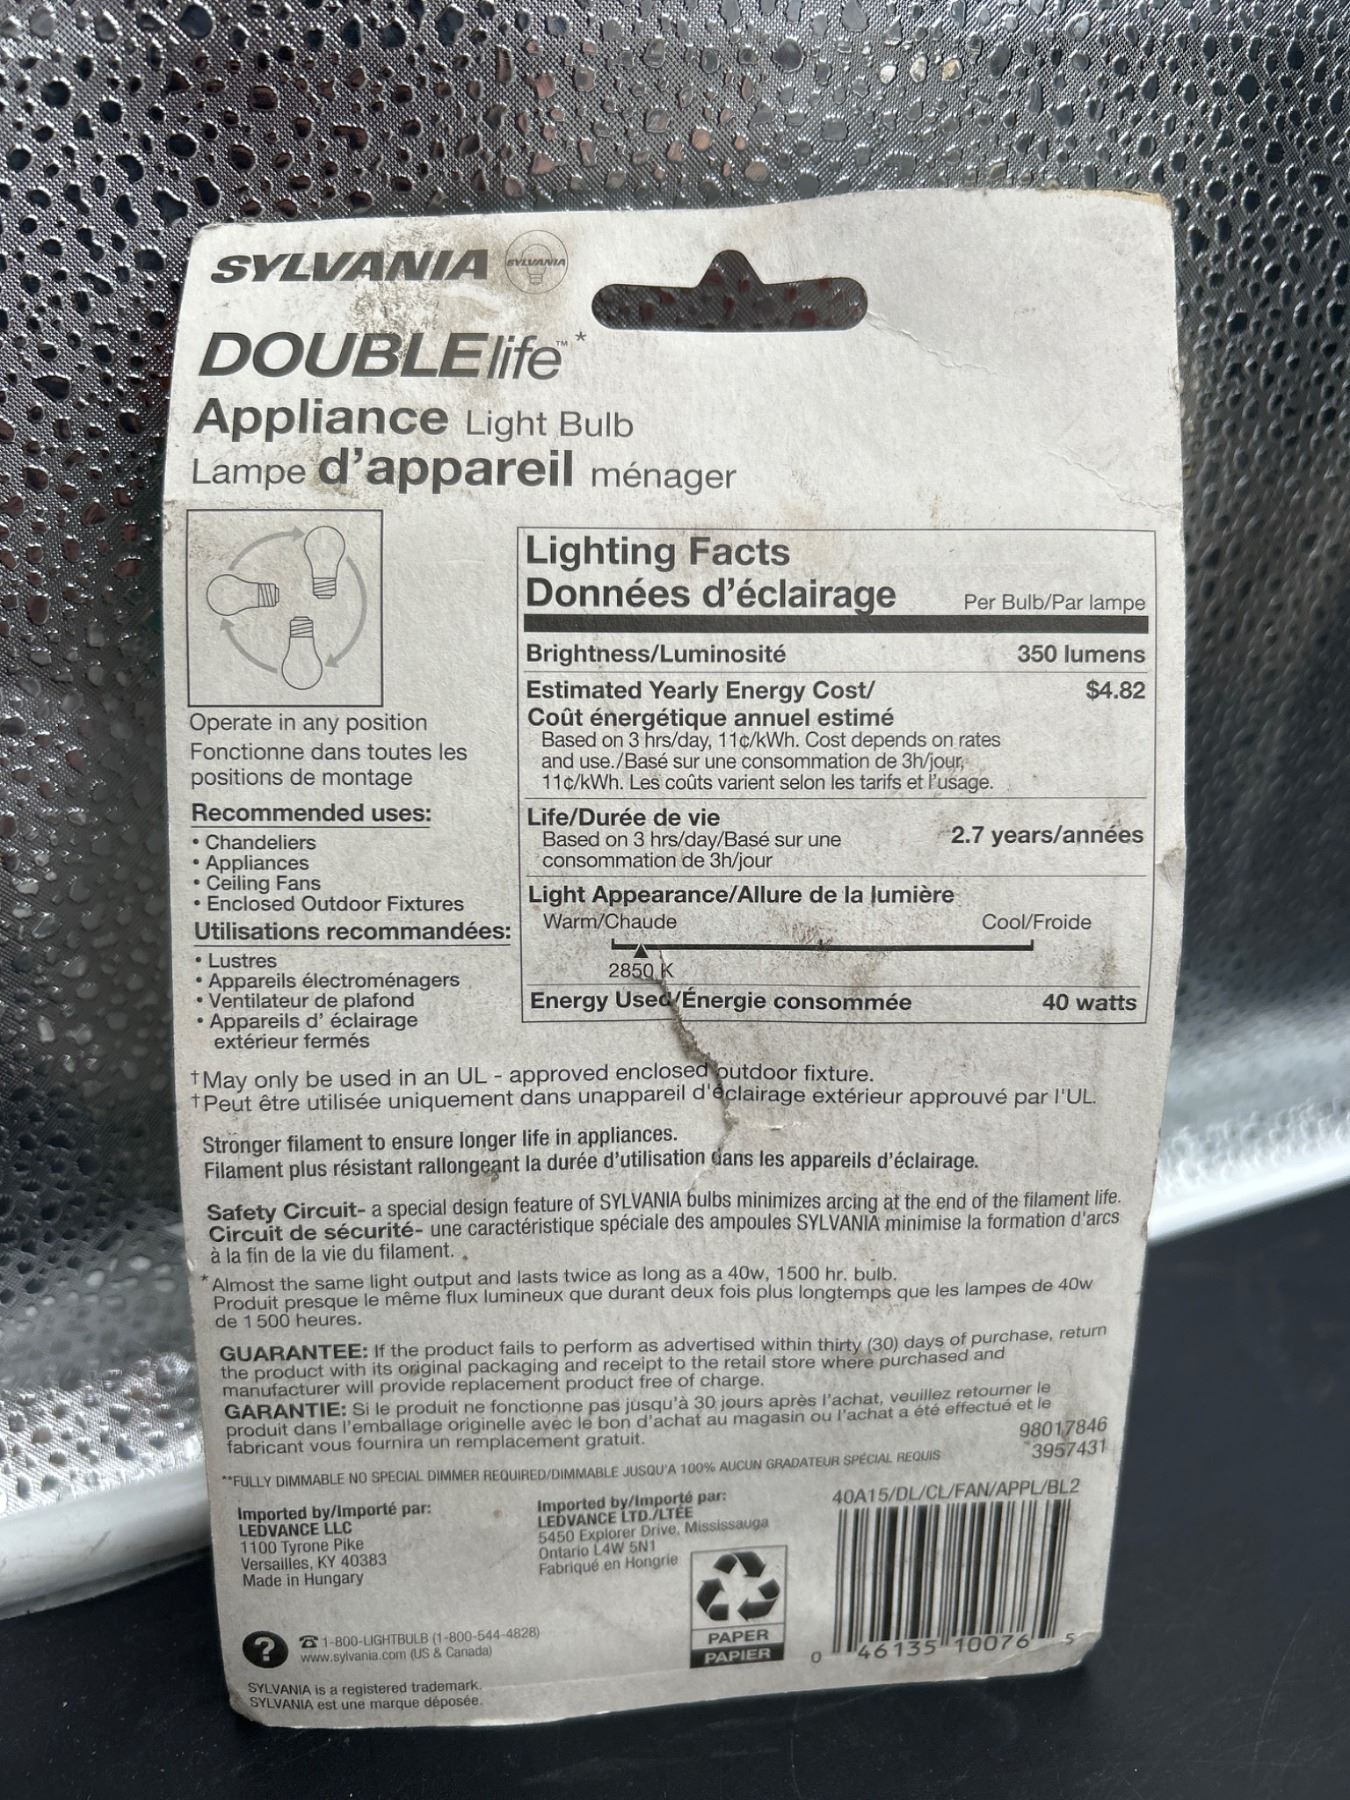 SYLVANIA SYLVANIA
DOUBLE life™*
Appliance Light Bulb
Lampe d'appareil ménager
Operate in any position
Fonctionne dans toutes les
positions de montage
Recommended uses:
• Chandeliers
• Appliances
• Ceiling Fans
• Enclosed Outdoor Fixtures
Utilisations recommandées:
• Lustres
• Appareils électroménagers
• Ventilateur de plafond
• Appareils d' éclairage
extérieur fermés
Lighting Facts
Données d'éclairage Per Bulb/Par lampe
Brightness/Luminosité 350 lumens
Estimated Yearly Energy Cost/ $4.82
Coût énergétique annuel estimé
Based on 3 hrs/day, 11¢/kWh. Cost depends on rates
and use./Basé sur une consommation de 3h/jour,
11¢/kWh. Les coûts varient selon les tarifs et l'usage.
Life/Durée de vie
Based on 3 hrs/day/Basé sur une 2.7 years/années
consommation de 3h/jour
Light Appearance/Allure de la lumière
Warm/Chaude Cool/Froide
2850 K
Energy Used/Énergie consommée 40 watts
†May only be used in an UL - approved enclosed outdoor fixture.
†Peut être utilisée uniquement dans unappareil d'éclairage extérieur approuvé par l'UL.
Stronger filament to ensure longer life in appliances.
Filament plus résistant rallongeant la durée d'utilisation dans les appareils d'éclairage.
Safety Circuit- a special design feature of SYLVANIA bulbs minimizes arcing at the end of the filament life.
Circuit de sécurité- une caractéristique spéciale des ampoules SYLVANIA minimise la formation d'arcs
à la fin de la vie du filament.
*Almost the same light output and lasts twice as long as a 40w, 1500 hr. bulb.
Produit presque le même flux lumineux que durant deux fois plus longtemps que les lampes de 40w
de 1500 heures.
GUARANTEE: If the product fails to perform as advertised within thirty (30) days of purchase, return
the product with its original packaging and receipt to the retail store where purchased and
manufacturer will provide replacement product free of charge.
GARANTIE: Si le produit ne fonctionne pas jusqu'à 30 jours après l'achat, veuillez retourner le
produit dans l'emballage originelle avec le bon d'achat au magasin ou l'achat a été effectué et le
fabricant vous fournira un remplacement gratuit.
98017846
3957431
**FULLY DIMMABLE NO SPECIAL DIMMER REQUIRED/DIMMABLE JUSQU'A 100% AUCUN GRADATEUR SPÉCIAL REQUIS
Imported by/Importé par:
LEDVANCE LLC
1100 Tyrone Pike
Versailles, KY 40383
Made in Hungary
Imported by/Importé par:
LEDVANCE LTD./LTÉE
5450 Explorer Drive, Mississauga
Ontario L4W 5N1
Fabriqué en Hongrie
40A15/DL/CL/FAN/APPL/BL2
PAPER
PAPIER
0 46135 10076 5
? 1-800-LIGHTBULB (1-800-544-4828)
www.sylvania.com (US & Canada)
SYLVANIA is a registered trademark.
SYLVANIA est une marque déposée.